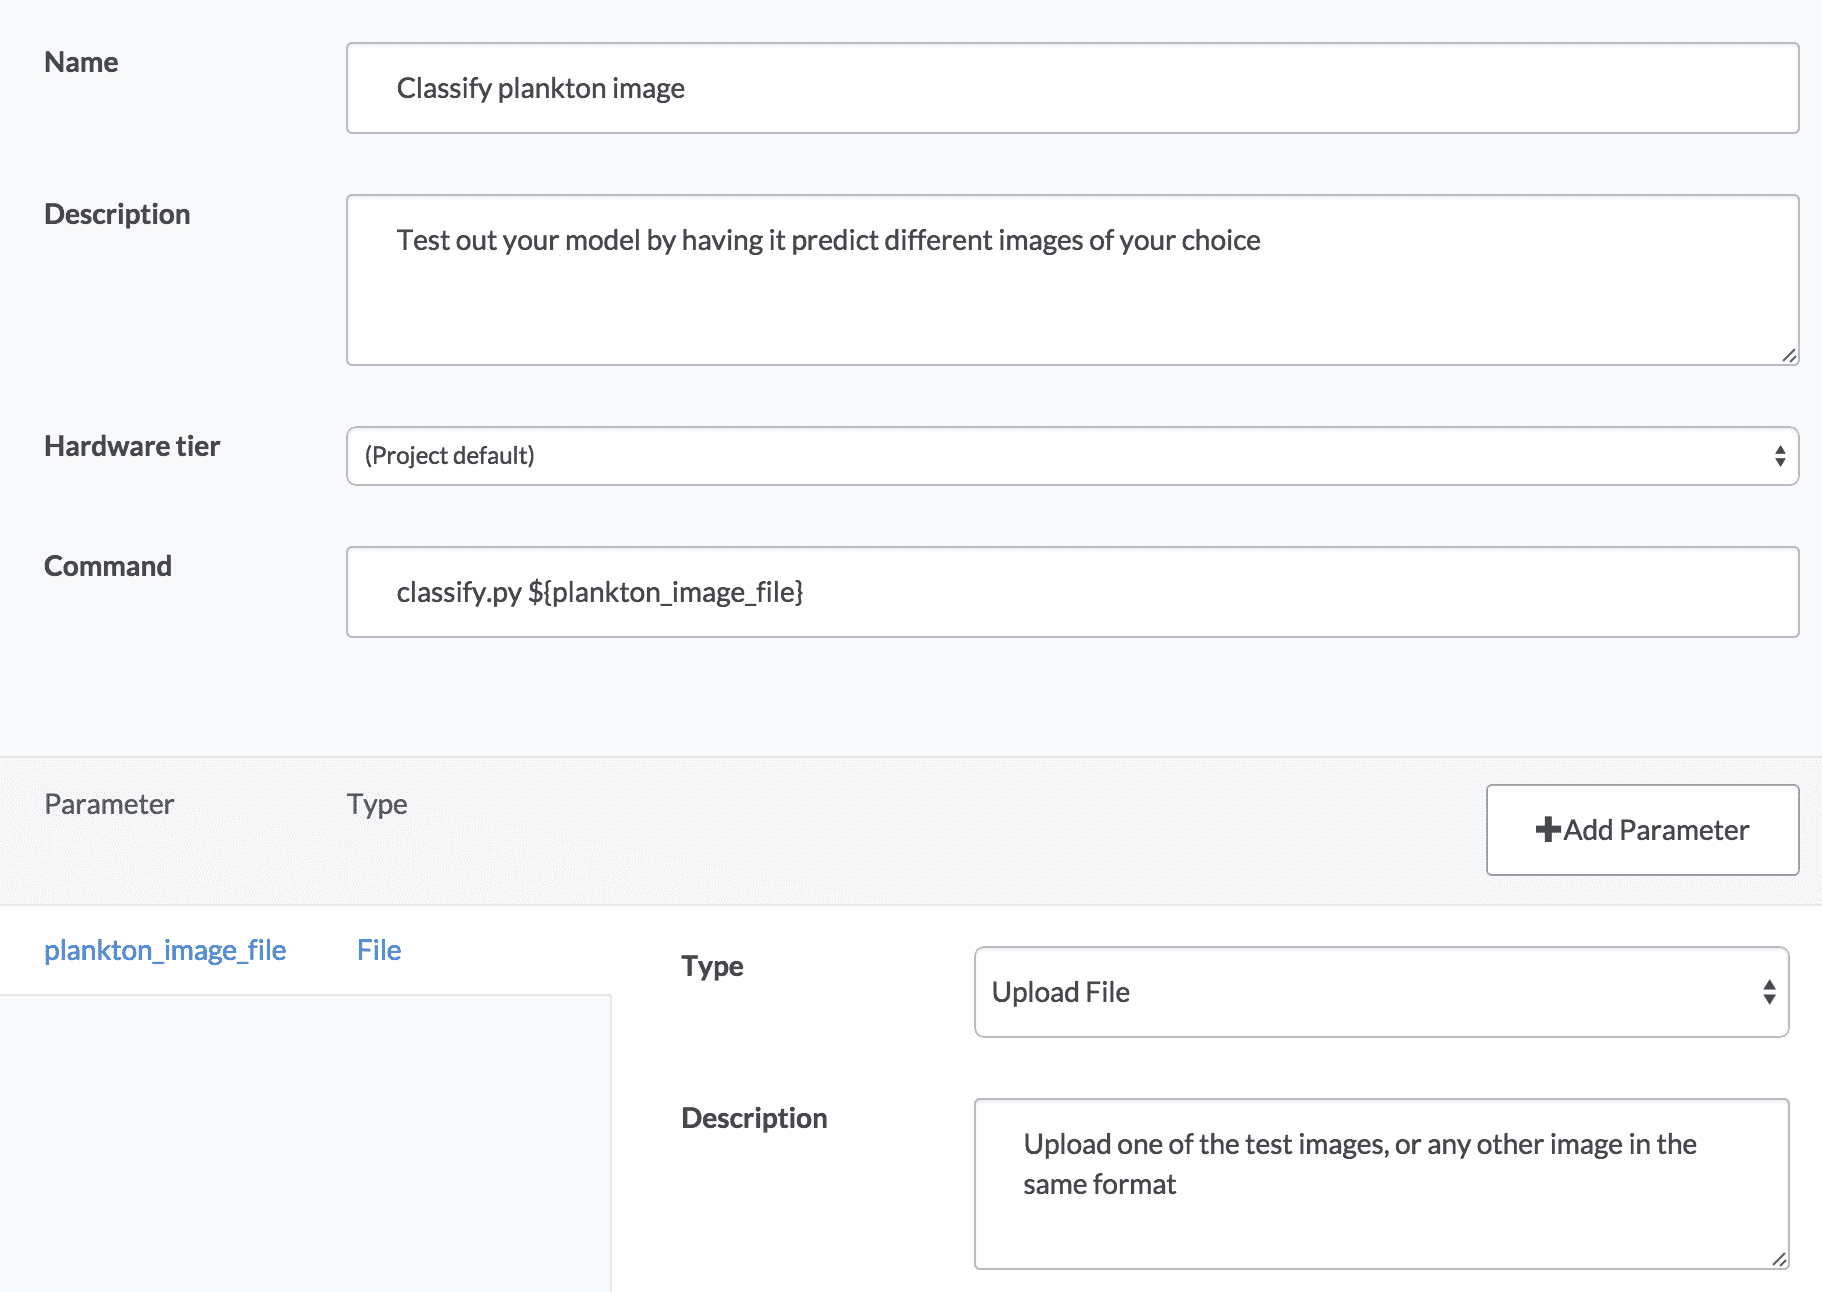 Name
Classify plankton image
Description
Test out your model by having it predict different images of your choice
Hardware tier
(Project default)
Command
classify.py ${plankton_image_file}
Parameter
Type
Add Parameter
plankton_image_file
File
Type
Upload File
Description
Upload one of the test images, or any other image in the
same format